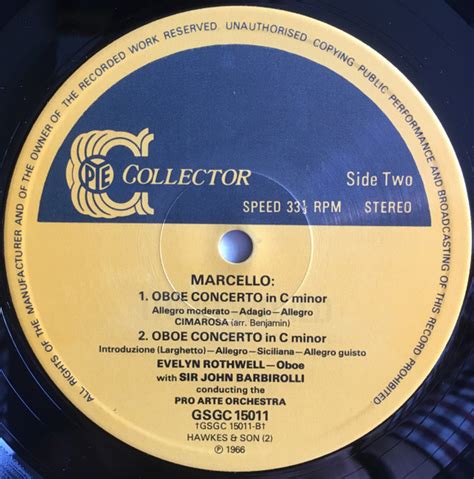 ALL RIGHTS OF THE MANUFACTURER AND OF THE OWNER OF THE RECORDED WORK RESERVED. UNAUTHORISED COPYING PUBLIC PERFORMANCE AND BROADCASTING OF THIS RECORD PROHIBITED
PYE
COLLECTOR
Side Two
SPEED 33⅓ RPM STEREO
MARCELLO:
1. OBOE CONCERTO in C minor
Allegro moderato–Adagio–Allegro
CIMAROSA (arr. Benjamin)
2. OBOE CONCERTO in C minor
Introduzione (Larghetto)–Allegro–Siciliana–Allegro guisto
EVELYN ROTHWELL–Oboe
with SIR JOHN BARBIROLLI
conducting the
PRO ARTE ORCHESTRA
GSGC 15011
†GSGC 15011-B†
HAWKES & SON (2)
℗ 1966